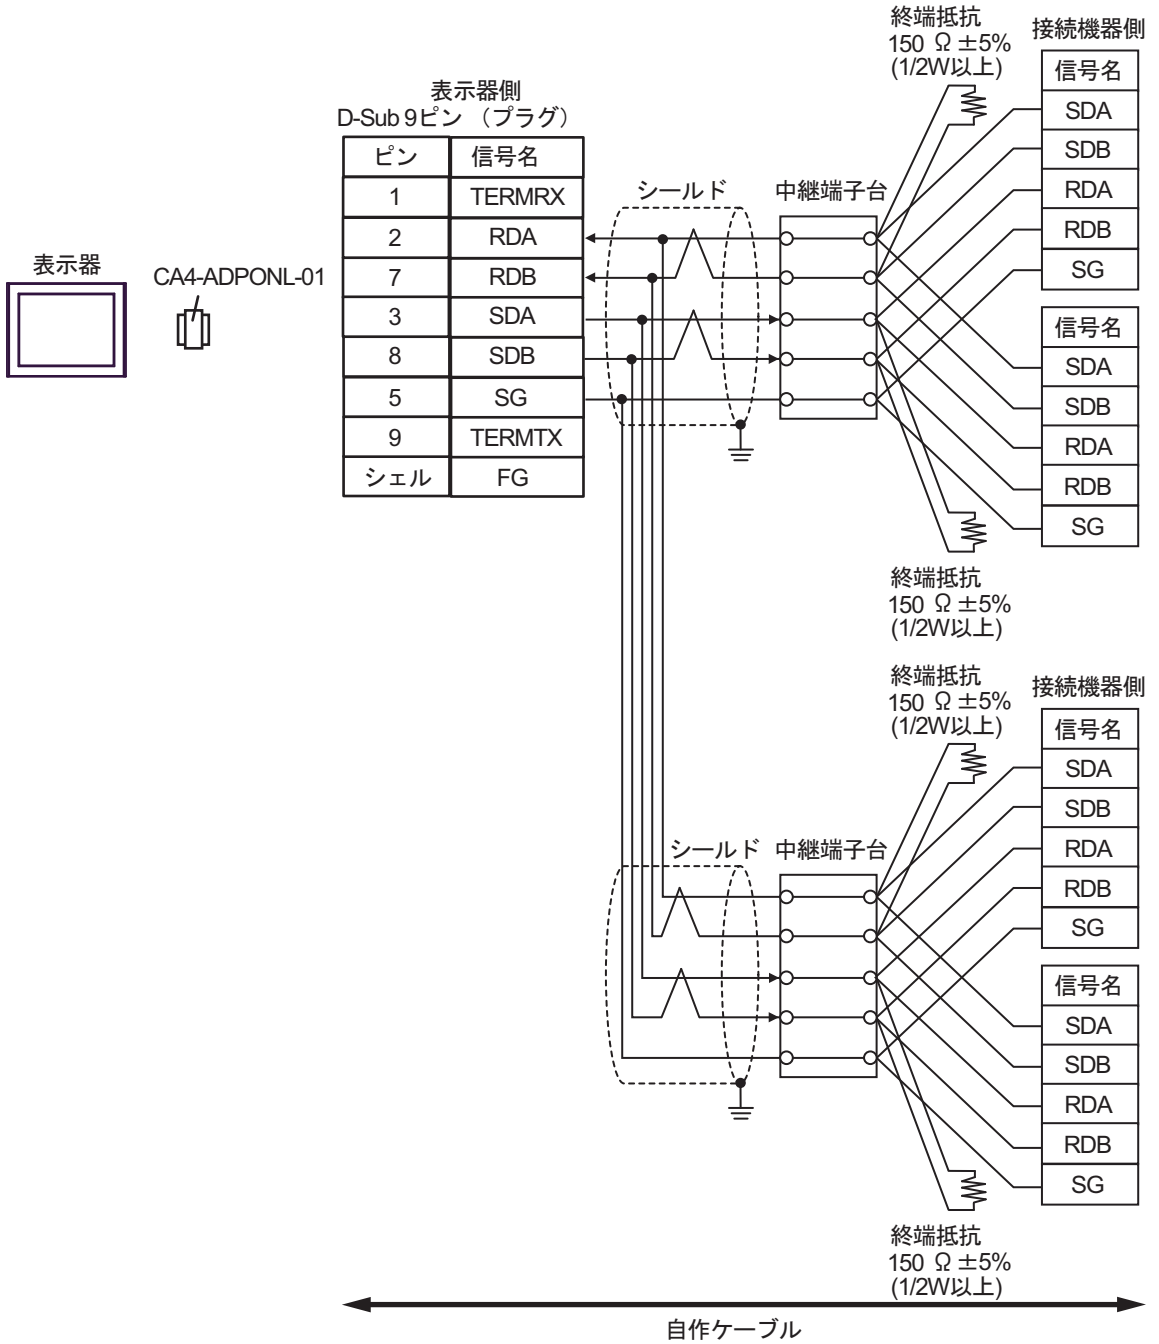 終端抵抗
150 Ω ±5%
(1/2W以上)
接続機器側
信号名
SDA
SDB
RDA
RDB
SG
表示器側
D-Sub 9ピン （プラグ）
ピン 信号名
1 TERMRX
2 RDA
7 RDB
3 SDA
8 SDB
5 SG
9 TERMTX
シェル FG
シールド
中継端子台
表示器
CA4-ADPONL-01
信号名
SDA
SDB
RDA
RDB
SG
終端抵抗
150 Ω ±5%
(1/2W以上)
終端抵抗
150 Ω ±5%
(1/2W以上)
接続機器側
信号名
SDA
SDB
RDA
RDB
SG
シールド
中継端子台
信号名
SDA
SDB
RDA
RDB
SG
終端抵抗
150 Ω ±5%
(1/2W以上)
自作ケーブル